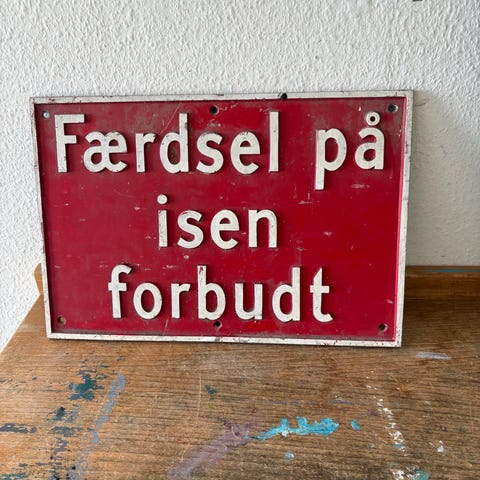 Færdsel på
isen
forbudt